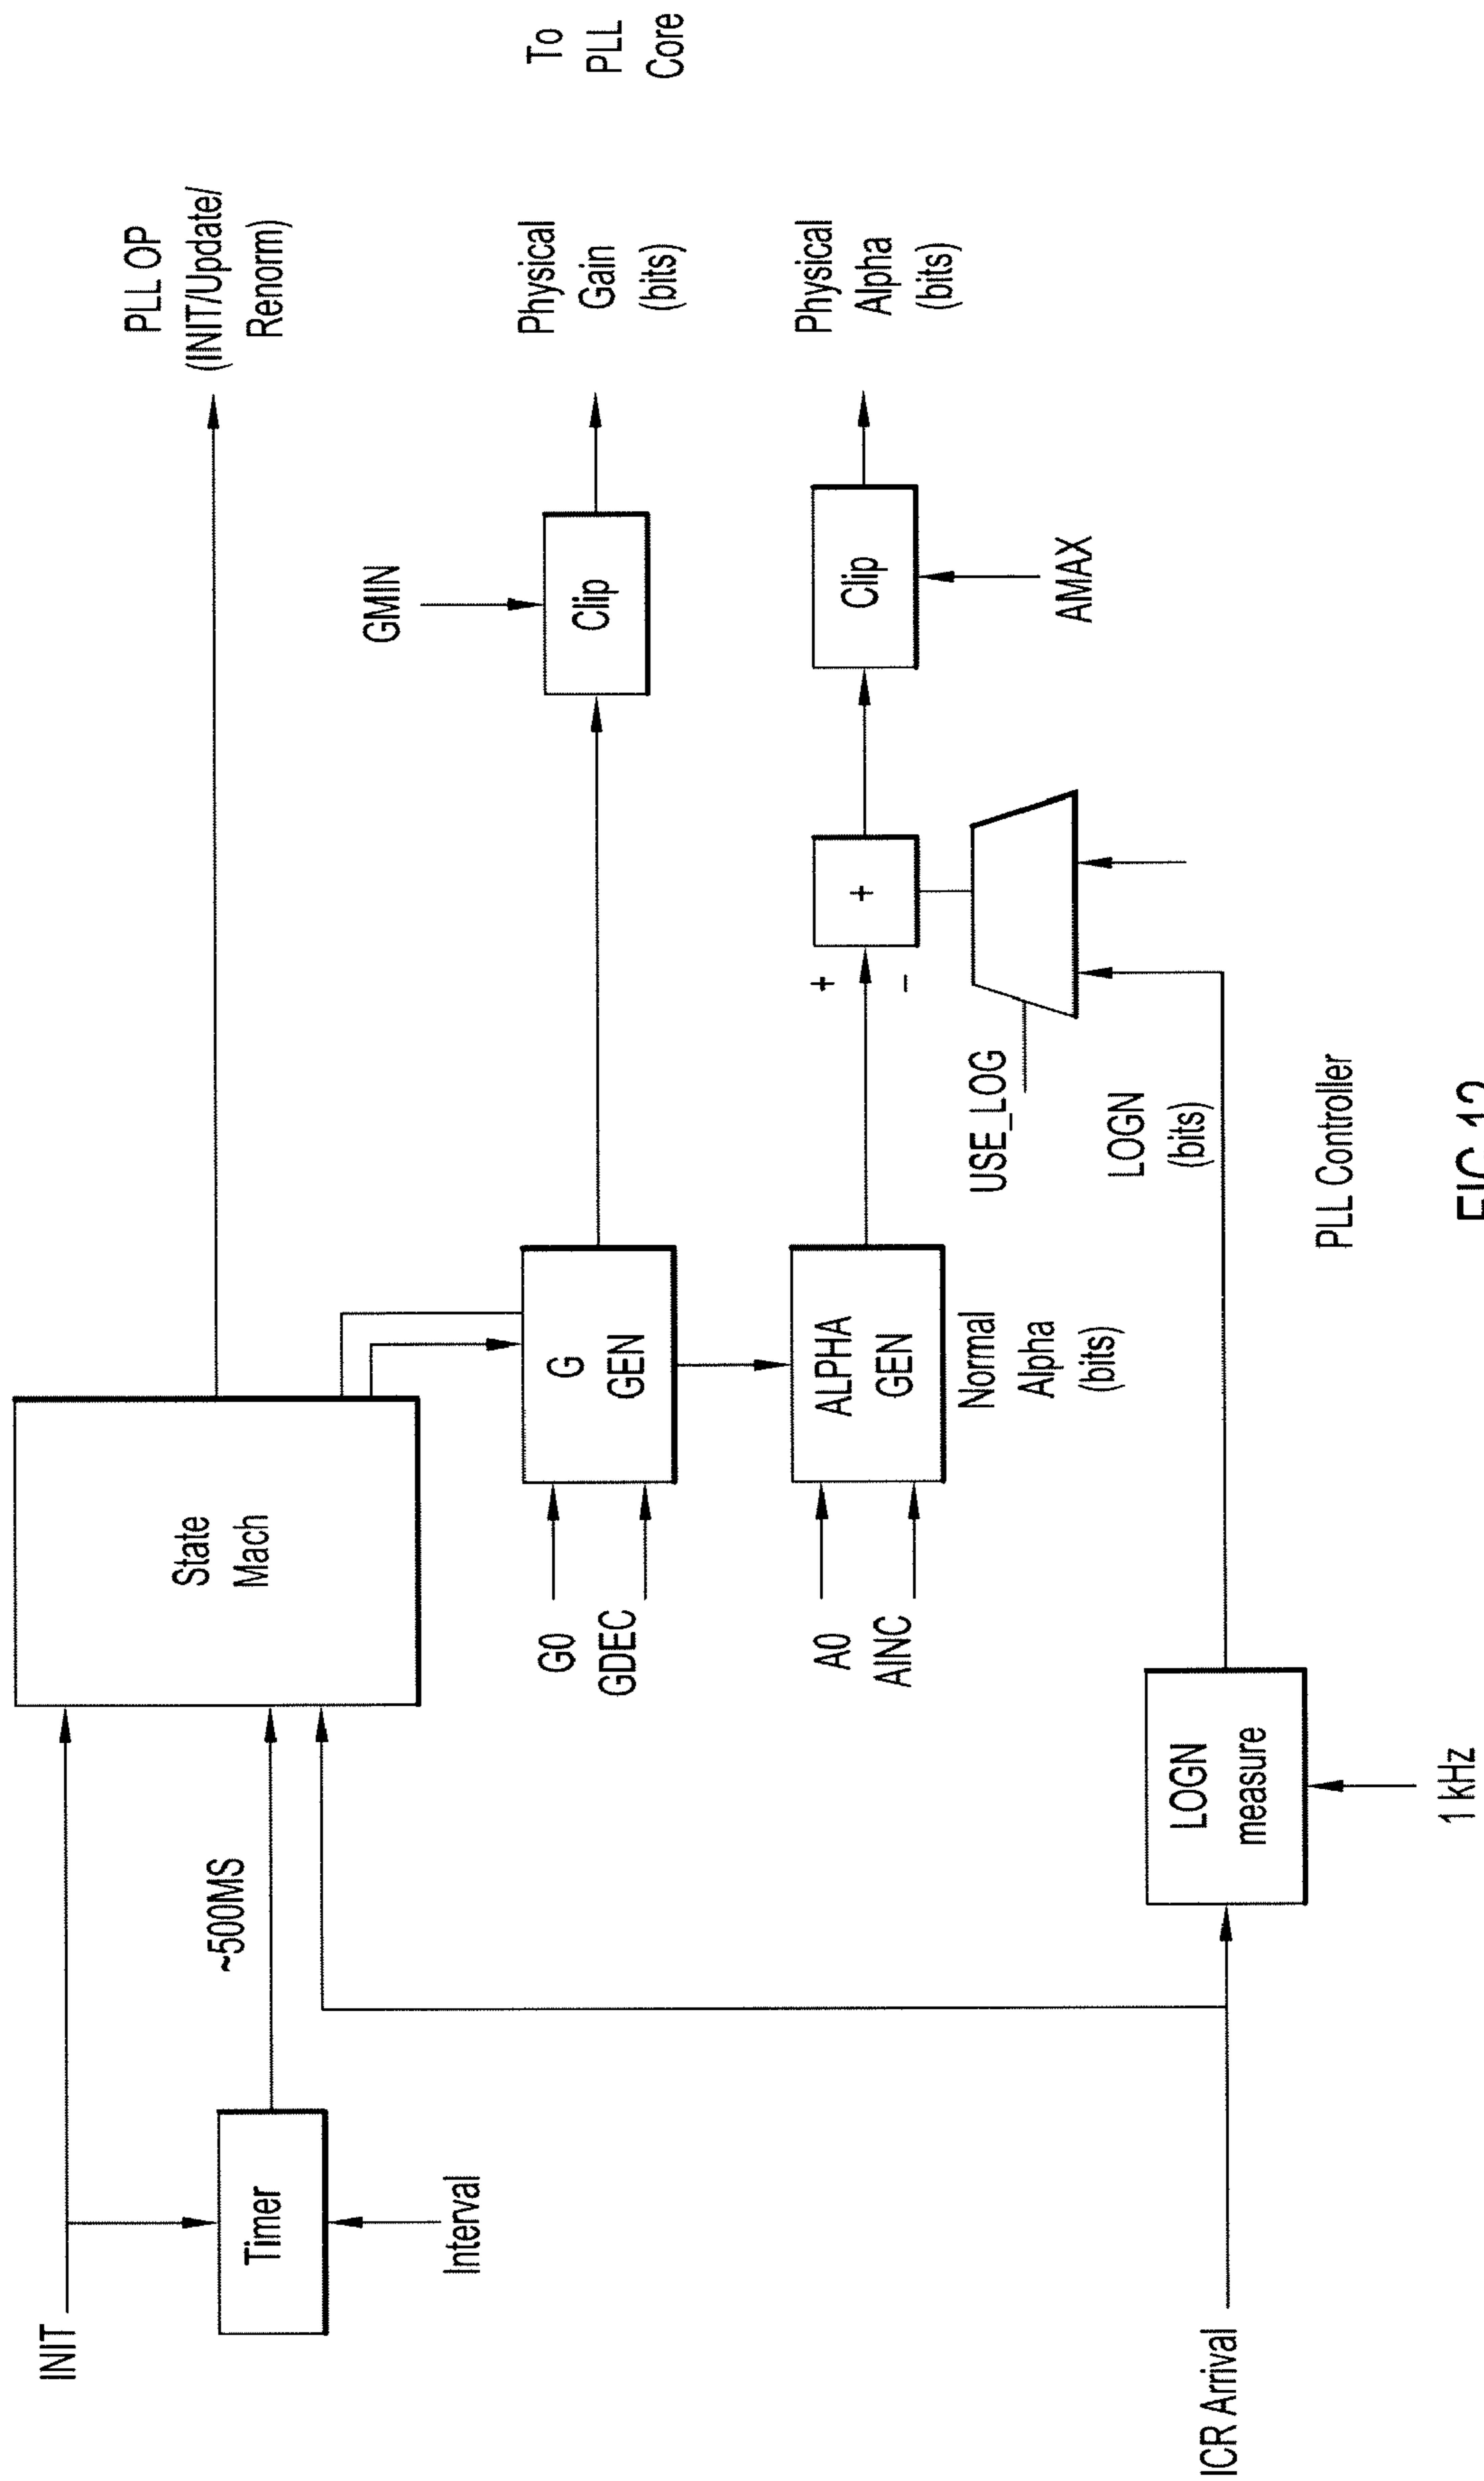 INIT
Timer
Interval
~500MS
State
Mach
PLL OP
(INIT/Update/
Renorm)
G0
GDEC
G
GEN
GMIN
Clip
Physical
Gain
(bits)
To
PLL
Core
A0
AINC
ALPHA
GEN
Normal
Alpha
(bits)
+
–
+
Clip
AMAX
Physical
Alpha
(bits)
USE_LOG
LOGN
(bits)
ICR Arrival
LOGN
measure
1 kHz
PLL Controller